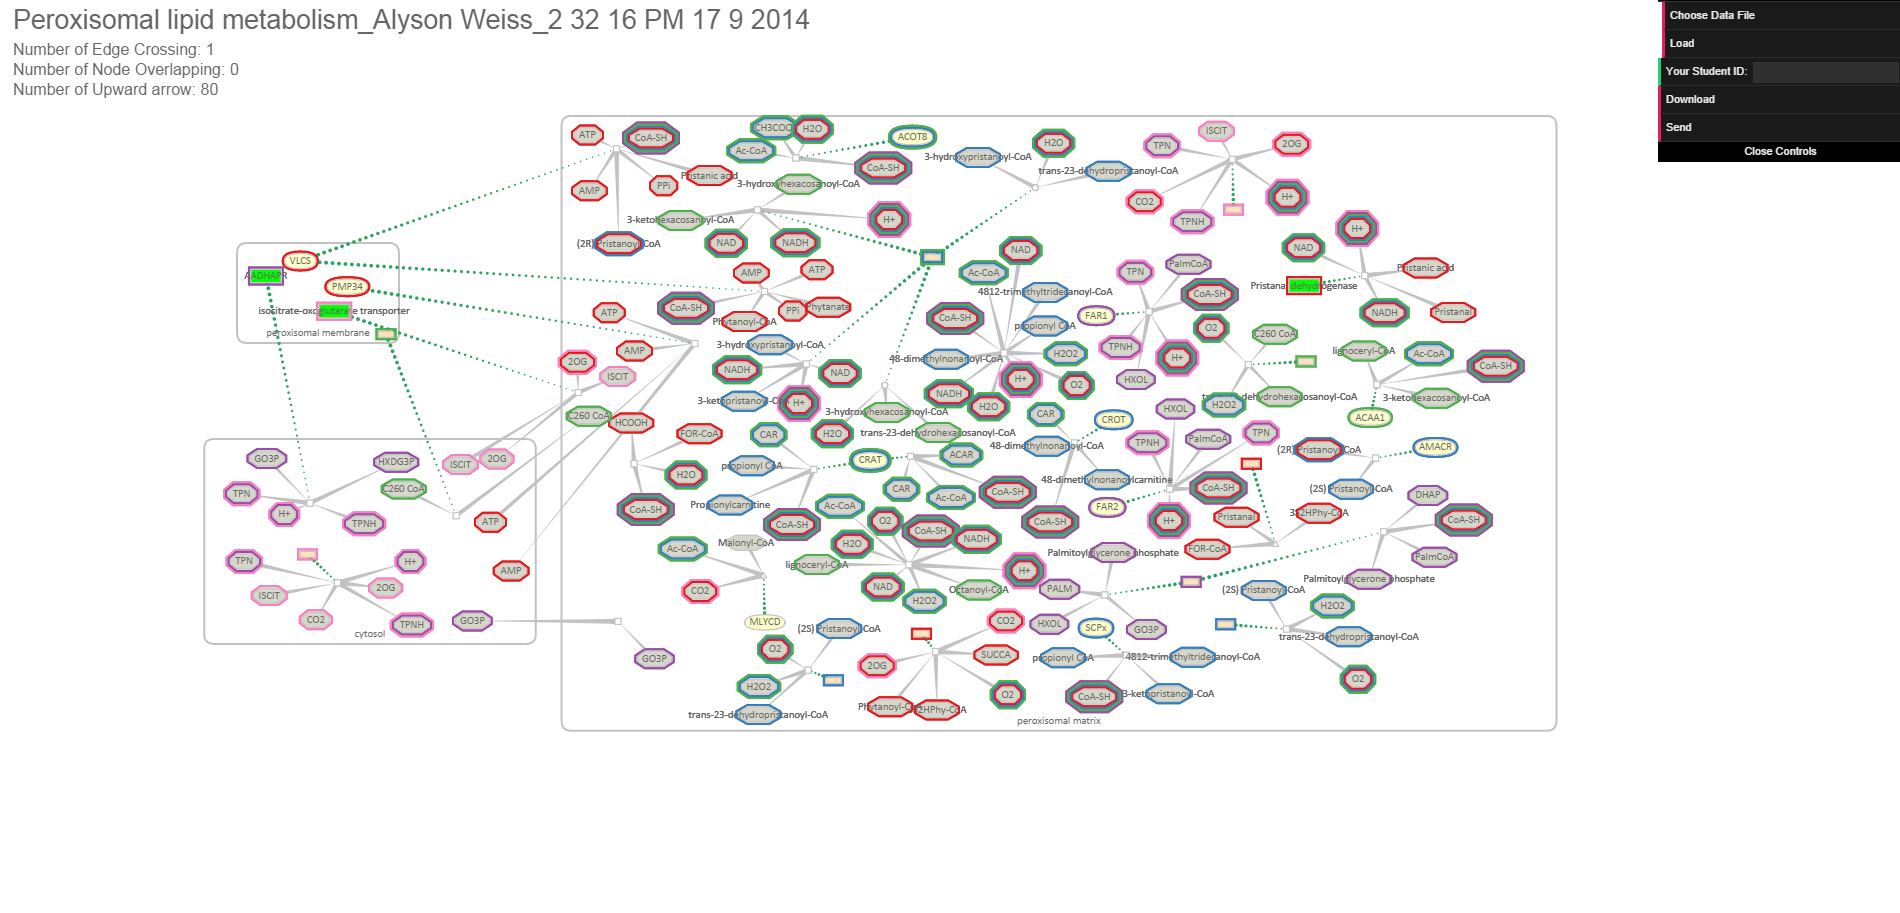 Peroxisomal lipid metabolism_Alyson Weiss_2 32 16 PM 17 9 2014
Number of Edge Crossing: 1
Number of Node Overlapping: 0
Number of Upward arrow: 80
Choose Data File
Load
Your Student ID:
Download
Send
Close Controls
ATP
CoA-SH
AMP
PPi
Pristanic acid
(2R) Pristanoyl-CoA
CH3COO
H2O
Ac-CoA
ACOT8
CoA-SH
3-hydroxyhexacosanoyl-CoA
3-ketohexacosanoyl-CoA
H+
NAD
NADH
3-hydroxypristanoyl-CoA
H2O
trans-23-dehydropristanoyl-CoA
ISCIT
TPN
2OG
CO2
H+
TPNH
H+
NAD
Pristanic acid
Pristanal dehydrogenase
NADH
Pristanal
VLCS
AADHAPR
PMP34
isocitrate-oxoglutarate transporter
peroxisomal membrane
AMP
ATP
CoA-SH
Phytanoyl-CoA
PPi
Phytanate
ATP
AMP
2OG
ISCIT
C260 CoA
HCOOH
3-hydroxypristanoyl-CoA
NADH
NAD
3-ketopristanoyl-CoA
H+
NAD
Ac-CoA
4812-trimethyltridecanoyl-CoA
CoA-SH
propionyl CoA
48-dimethylnonanoyl-CoA
H2O2
H+
O2
NADH
H2O
TPN
PalmCoA
CoA-SH
FAR1
TPNH
H+
HXOL
O2
C260 CoA
H2O2
dehydrohexacosanoyl-CoA
lignoceryl-CoA
Ac-CoA
CoA-SH
3-ketohexacosanoyl-CoA
ACAA1
3-hydroxyhexacosanoyl-CoA
H2O
trans-23-dehydrohexacosanoyl-CoA
FOR-CoA
H2O
CoA-SH
CAR
propionyl CoA
CRAT
Propionylcarnitine
CoA-SH
ACAR
CAR
Ac-CoA
CoA-SH
CAR
CROT
48-dimethylnonanoyl-CoA
48-dimethylnonanoylcarnitine
CoA-SH
HXOL
TPNH
PalmCoA
TPN
CoA-SH
FAR2
H+
(2R) Pristanoyl-CoA
AMACR
(2S) Pristanoyl-CoA
Pristanal
FOR-CoA
DHAP
CoA-SH
PalmCoA
Palmitoylglycerone phosphate
GO3P
HXDG3P
TPN
C260 CoA
H+
TPNH
ISCIT
2OG
ATP
AMP
TPN
H+
ISCIT
2OG
CO2
TPNH
cytosol
GO3P
GO3P
Ac-CoA
Malonyl-CoA
CO2
MLYCD
Ac-CoA
O2
CoA-SH
NADH
H2O
lignoceryl-CoA
H+
NAD
H2O2
Octanoyl-CoA
Palmitoylglycerone phosphate
PALM
HXOL
GO3P
(2S) Pristanoyl-CoA
H2O2
trans-23-dehydropristanoyl-CoA
O2
O2
(2S) Pristanoyl-CoA
H2O2
trans-23-dehydropristanoyl-CoA
CO2
2OG
SUCCA
O2
Phytanoyl-CoA
SCPx
propionyl CoA
4812-trimethyltridecanoyl-CoA
CoA-SH
3-ketopristanoyl-CoA
peroxisomal matrix